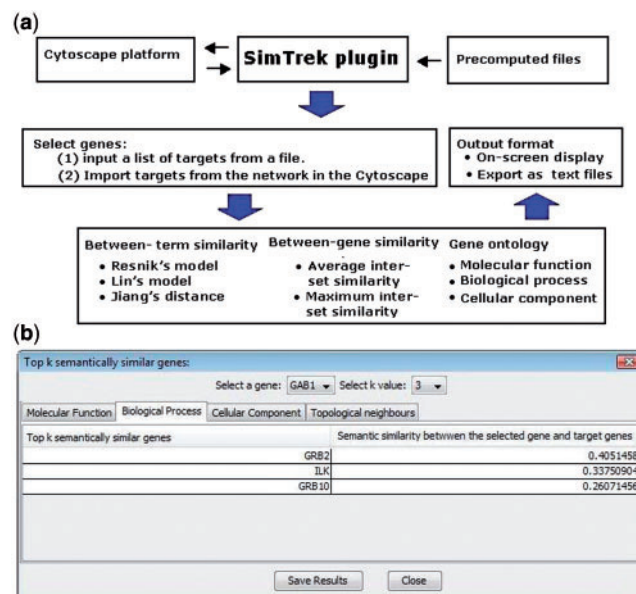 (a)
Cytoscape platform
SimTrek plugin
Precomputed files
Select genes:
(1) input a list of targets from a file.
(2) Import targets from the network in the Cytoscape
Output format
• On-screen display
• Export as text files
Between- term similarity
• Resnik's model
• Lin's model
• Jiang's distance
Between-gene similarity
• Average inter-
set similarity
• Maximum inter-
set similarity
Gene ontology
• Molecular function
• Biological process
• Cellular component
(b)
Top k semantically similar genes:
Select a gene: GAB1 Select k value: 3
Molecular Function Biological Process Cellular Component Topological neighbours
Top k semantically similar genes Semantic similarity betwwen the selected gene and target genes
GRB2 0.4051458
ILK 0.33750904
GRB10 0.26071456
Save Results Close